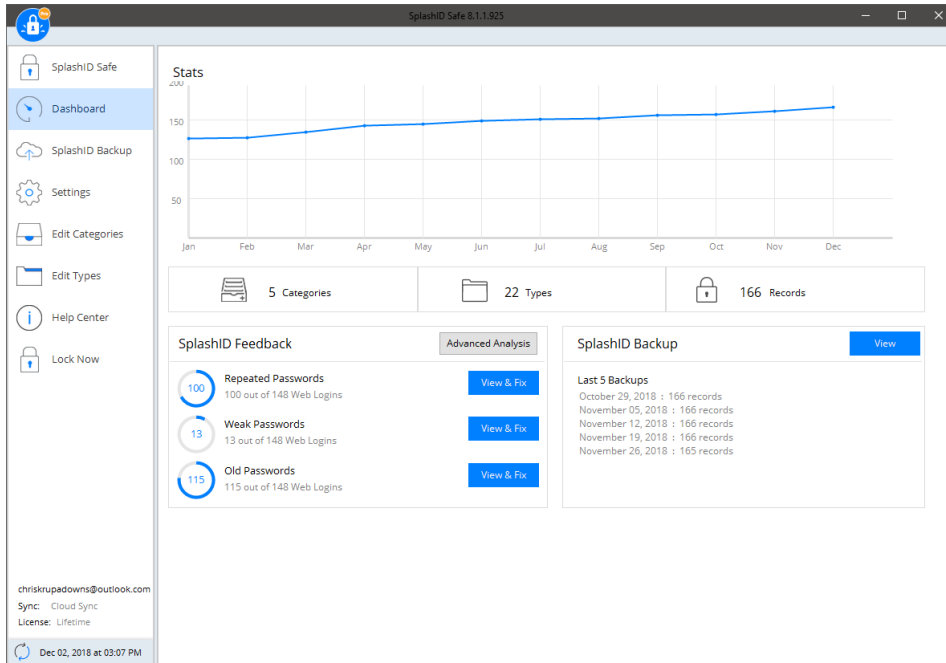 SplashID Safe 8.1.1.925
SplashID Safe
Dashboard
SplashID Backup
Settings
Edit Categories
Edit Types
Help Center
Lock Now
chriskrupadowns@outlook.com
Sync: Cloud Sync
License: Lifetime
Dec 02, 2018 at 03:07 PM
Stats
200
150
100
50
Jan Feb Mar Apr May Jun Jul Aug Sep Oct Nov Dec
5 Categories
22 Types
166 Records
SplashID Feedback
Advanced Analysis
100
Repeated Passwords
100 out of 148 Web Logins
View & Fix
13
Weak Passwords
13 out of 148 Web Logins
View & Fix
115
Old Passwords
115 out of 148 Web Logins
View & Fix
SplashID Backup
View
Last 5 Backups
October 29, 2018 : 166 records
November 05, 2018 : 166 records
November 12, 2018 : 166 records
November 19, 2018 : 166 records
November 26, 2018 : 165 records